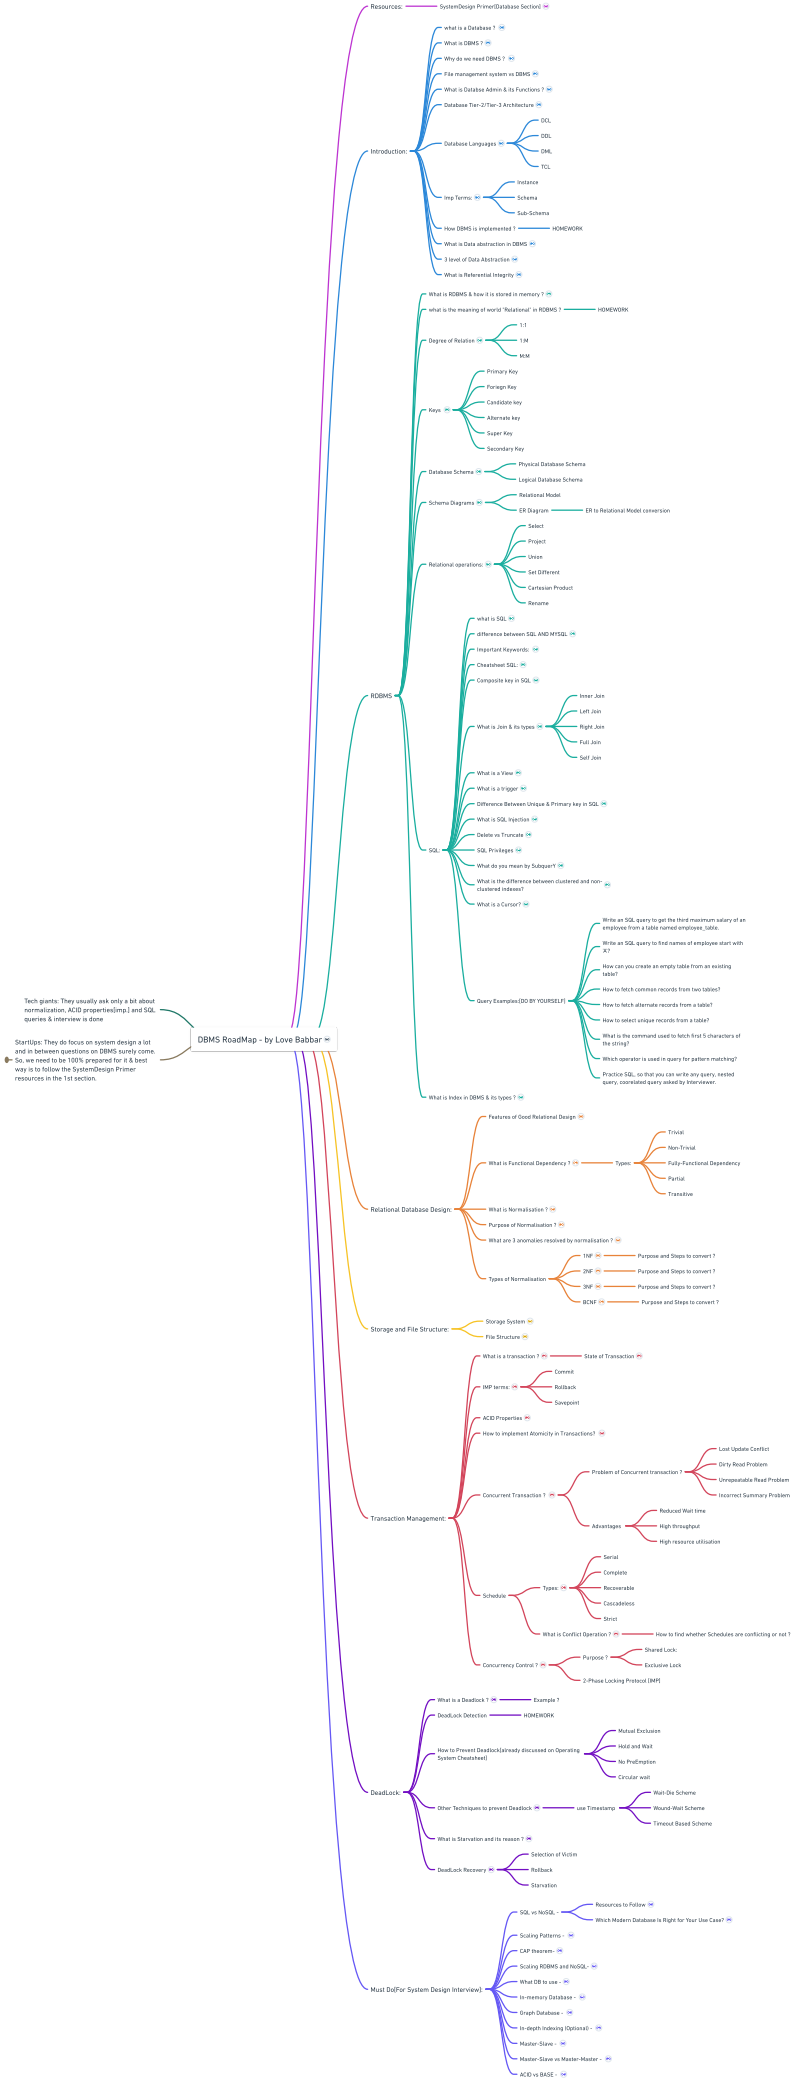 Resources:
SystemDesign Primer[Database Section]
Introduction:
what is a Database ?
What is DBMS ?
Why do we need DBMS ?
File management system vs DBMS
What is Databse Admin & its Functions ?
Database Tier-2/Tier-3 Architecture
Database Languages
DCL
DDL
DML
TCL
Imp Terms:
Instance
Schema
Sub-Schema
How DBMS is implemented ?
HOMEWORK
What is Data abstraction in DBMS
3 level of Data Abstraction
What is Referential Integrity
RDBMS
What is RDBMS & how it is stored in memory ?
what is the meaning of world 'Relational' in RDBMS ?
HOMEWORK
Degree of Relation
1:1
1:M
M:M
Keys
Primary Key
Foriegn Key
Candidate key
Alternate key
Super Key
Secondary Key
Database Schema
Physical Database Schema
Logical Database Schema
Schema Diagrams
Relational Model
ER Diagram
ER to Relational Model conversion
Relational operations:
Select
Project
Union
Set Different
Cartesian Product
Rename
SQL:
what is SQL
difference between SQL AND MYSQL
Important Keywords:
Cheatsheet SQL:
Composite key in SQL
What is Join & its types
Inner Join
Left Join
Right Join
Full Join
Self Join
What is a View
What is a trigger
Difference Between Unique & Primary key in SQL
What is SQL Injection
Delete vs Truncate
SQL Privileges
What do you mean by SubquerY
What is the difference between clustered and non-
clustered indexes?
What is a Cursor?
Query Examples:[DO BY YOURSELF]
Write an SQL query to get the third maximum salary of an
employee from a table named employee_table.
Write an SQL query to find names of employee start with
'A'?
How can you create an empty table from an existing
table?
How to fetch common records from two tables?
How to fetch alternate records from a table?
How to select unique records from a table?
What is the command used to fetch first 5 characters of
the string?
Which operator is used in query for pattern matching?
Practice SQL, so that you can write any query, nested
query, coorelated query asked by Interviewer.
What is Index in DBMS & its types ?
Tech giants: They usually ask only a bit about
normalization, ACID properties[imp.] and SQL
queries & interview is done
StartUps: They do focus on system design a lot
and in between questions on DBMS surely come.
So, we need to be 100% prepared for it & best
way is to follow the SystemDesign Primer
resources in the 1st section.
DBMS RoadMap - by Love Babbar
Relational Database Design:
Features of Good Relational Design
What is Functional Dependency ?
Types:
Trivial
Non-Trivial
Fully-Functional Dependency
Partial
Transitive
What is Normalisation ?
Purpose of Normalisation ?
What are 3 anomalies resolved by normalisation ?
Types of Normalisation
1NF
Purpose and Steps to convert ?
2NF
Purpose and Steps to convert ?
3NF
Purpose and Steps to convert ?
BCNF
Purpose and Steps to convert ?
Storage and File Structure:
Storage System
File Structure
Transaction Management:
What is a transaction ?
State of Transaction
IMP terms:
Commit
Rollback
Savepoint
ACID Properties
How to implement Atomicity in Transactions?
Concurrent Transaction ?
Problem of Concurrent transaction ?
Lost Update Conflict
Dirty Read Problem
Unrepeatable Read Problem
Incorrect Summary Problem
Advantages
Reduced Wait time
High throughput
High resource utilisation
Schedule
Types:
Serial
Complete
Recoverable
Cascadeless
Strict
What is Conflict Operation ?
How to find whether Schedules are conflicting or not ?
Concurrency Control ?
Purpose ?
Shared Lock:
Exclusive Lock
2-Phase Locking Protocol [IMP]
DeadLock:
What is a Deadlock ?
Example ?
DeadLock Detection
HOMEWORK
How to Prevent Deadlock(already discussed on Operating
System Cheatsheet)
Mutual Exclusion
Hold and Wait
No PreEmption
Circular wait
Other Techniques to prevent Deadlock
use Timestamp
Wait-Die Scheme
Wound-Wait Scheme
Timeout Based Scheme
What is Starvation and its reason ?
DeadLock Recovery
Selection of Victim
Rollback
Starvation
Must Do[For System Design Interview]:
SQL vs NoSQL -
Resources to Follow
Which Modern Database Is Right for Your Use Case?
Scaling Patterns -
CAP theorem-
Scaling RDBMS and NoSQL-
What DB to use -
In-memory Database -
Graph Database -
In-depth Indexing (Optional) -
Master-Slave -
Master-Slave vs Master-Master -
ACID vs BASE -